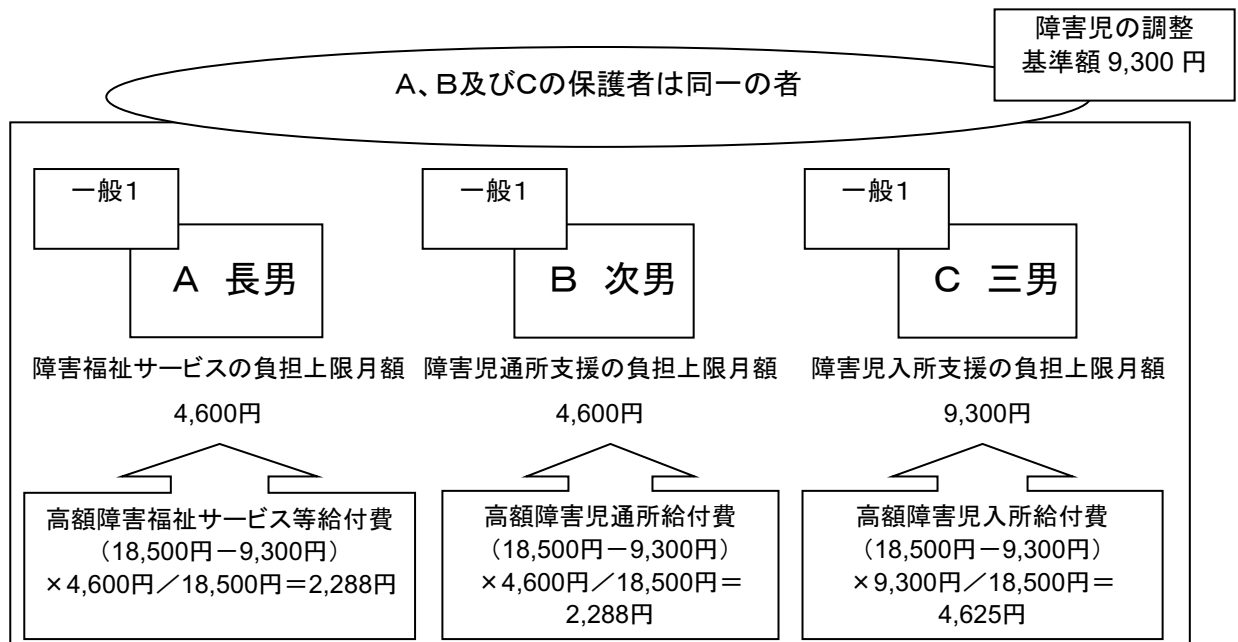 障害児の調整
基準額 9,300 円
A、B及びCの保護者は同一の者
一般1
A 長男
障害福祉サービスの負担上限月額
4,600円
高額障害福祉サービス等給付費
(18,500円-9,300円)
×4,600円/18,500円=2,288円
一般1
B 次男
障害児通所支援の負担上限月額
4,600円
高額障害児通所給付費
(18,500円-9,300円)
×4,600円/18,500円=
2,288円
一般1
C 三男
障害児入所支援の負担上限月額
9,300円
高額障害児入所給付費
(18,500円-9,300円)
×9,300円/18,500円=
4,625円